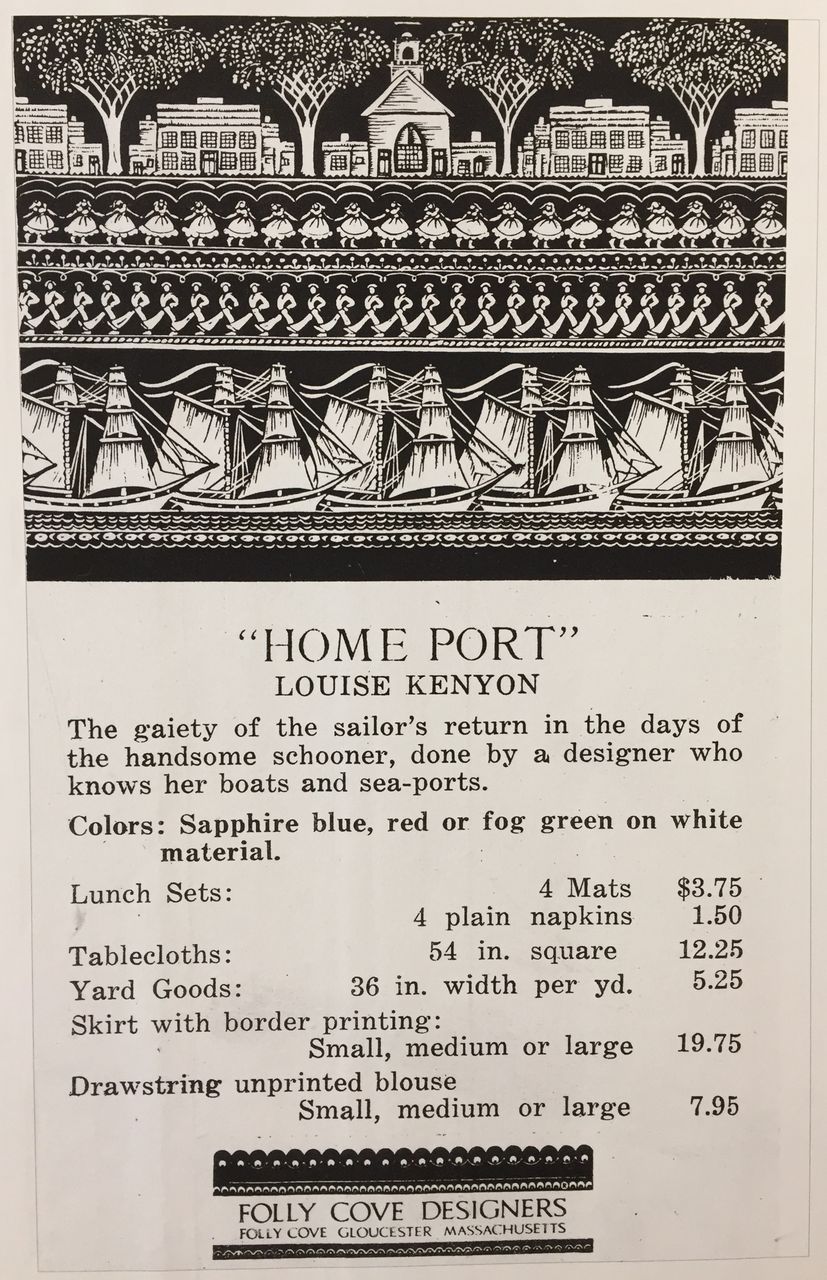 “HOME PORT”
LOUISE KENYON
The gaiety of the sailor’s return in the days of
the handsome schooner, done by a designer who
knows her boats and sea-ports.
Colors: Sapphire blue, red or fog green on white
material.
Lunch Sets: 4 Mats $3.75
4 plain napkins 1.50
Tablecloths: 54 in. square 12.25
Yard Goods: 36 in. width per yd. 5.25
Skirt with border printing:
Small, medium or large 19.75
Drawstring unprinted blouse
Small, medium or large 7.95
FOLLY COVE DESIGNERS
FOLLY COVE GLOUCESTER MASSACHUSETTS